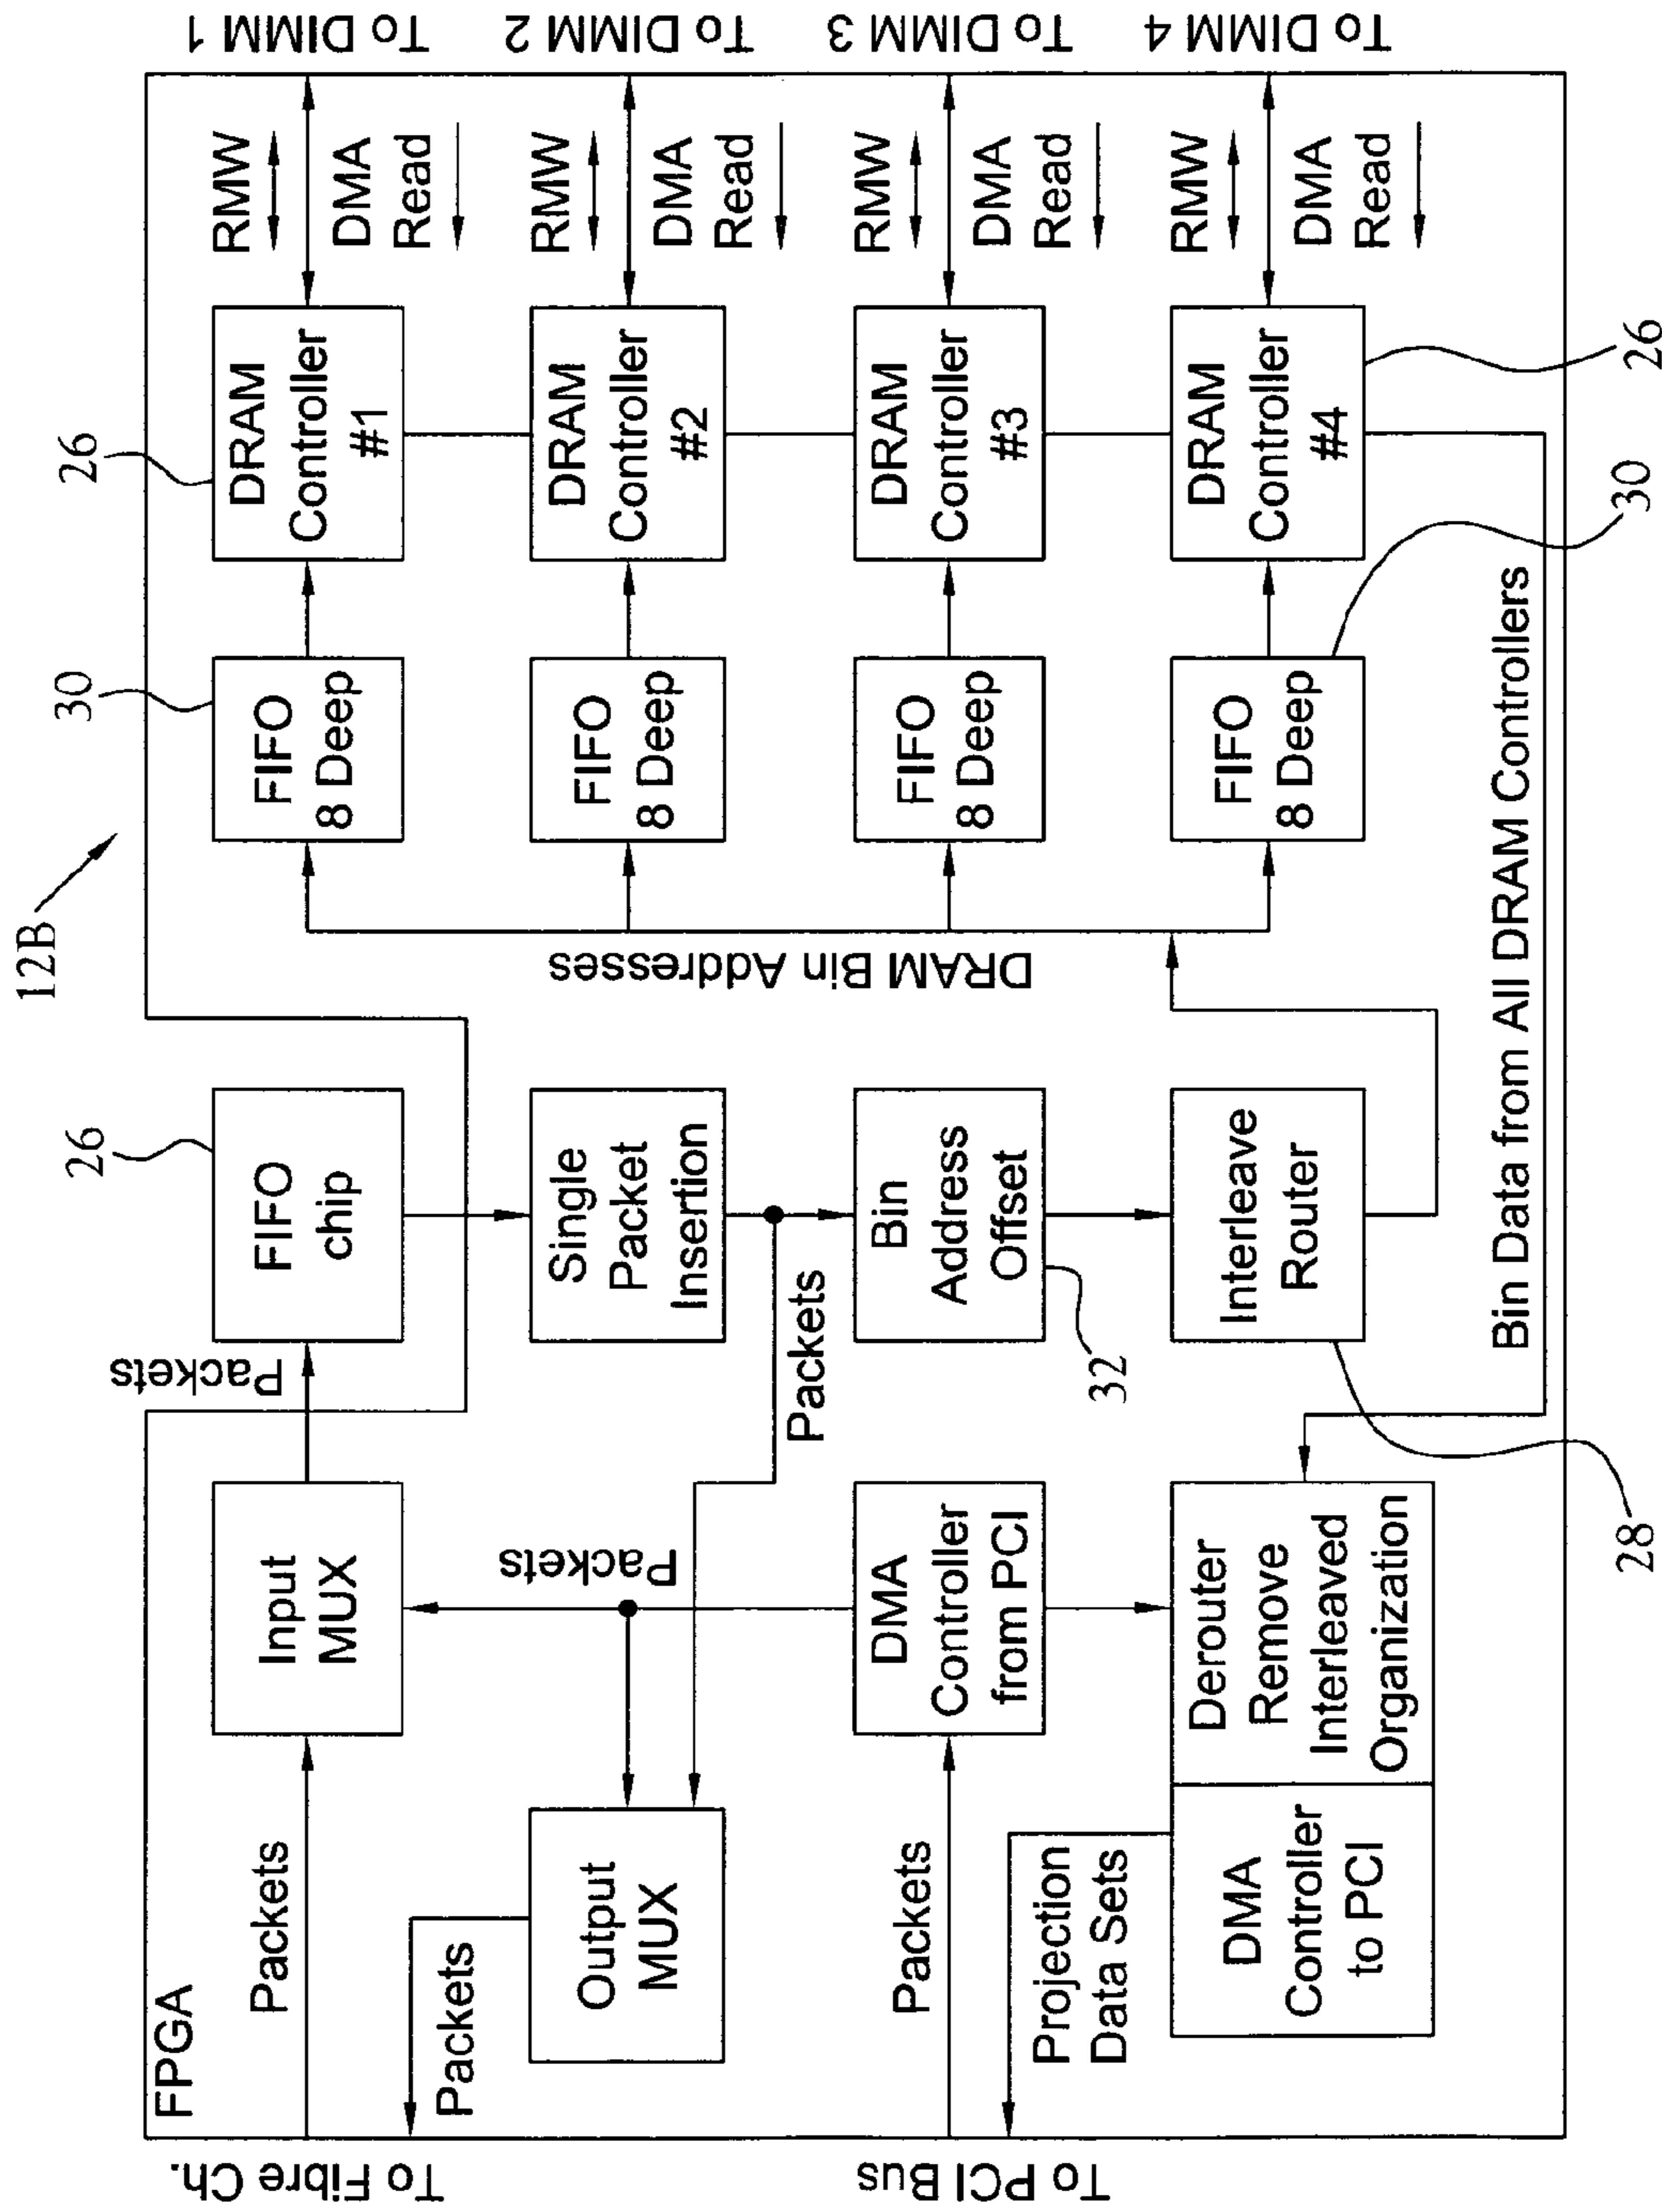 12B
FPGA
To Fibre Ch.
Packets
Input
MUX
Packets
26
FIFO
chip
30
FIFO
8 Deep
26
DRAM
Controller
#1
RMW
DMA
Read
To DIMM 1
Packets
Output
MUX
Packets
Single
Packet
Insertion
FIFO
8 Deep
DRAM
Controller
#2
RMW
DMA
Read
To DIMM 2
Packets
DRAM Bin Addresses
To PCI Bus
Packets
DMA
Controller
from PCI
Bin
Address
Offset
32
FIFO
8 Deep
DRAM
Controller
#3
RMW
DMA
Read
To DIMM 3
Projection
Data Sets
DMA
Controller
to PCI
Derouter
Remove
Interleaved
Organization
Interleave
Router
28
FIFO
8 Deep
30
DRAM
Controller
#4
26
RMW
DMA
Read
To DIMM 4
Bin Data from All DRAM Controllers